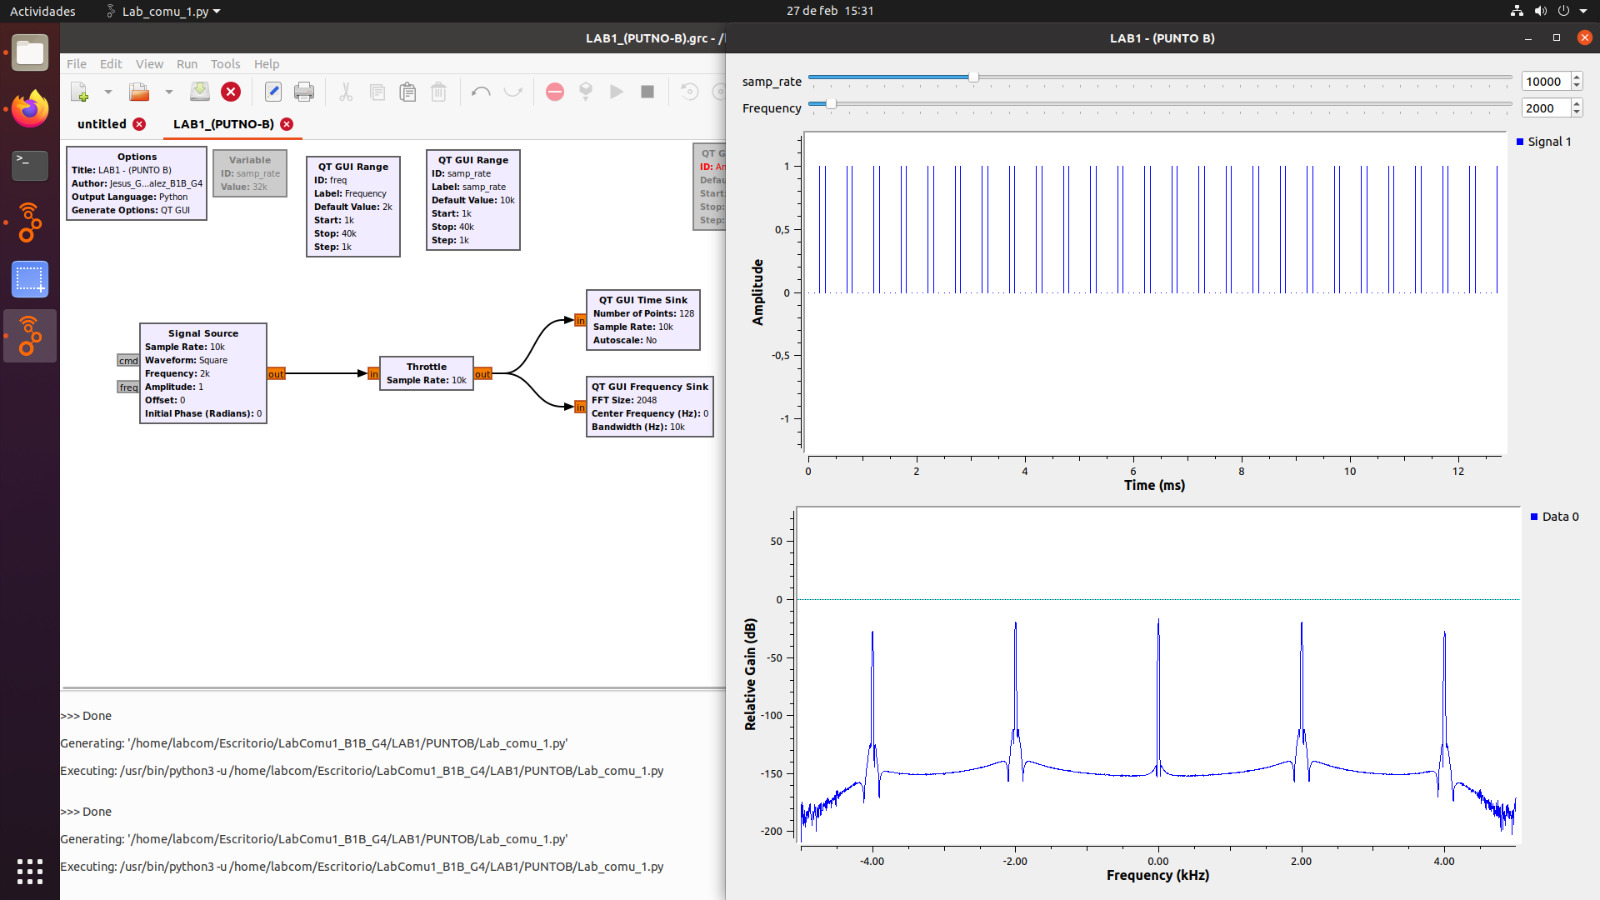 Actividades
Lab_comu_1.py
27 de feb 15:31
LAB1_(PUTNO-B).grc - /
File Edit View Run Tools Help
untitled
LAB1_(PUTNO-B)
Options
Title: LAB1 - (PUNTO B)
Author: Jesus_G...alez_B1B_G4
Output Language: Python
Generate Options: QT GUI
Variable
ID: samp_rate
Value: 32k
QT GUI Range
ID: freq
Label: Frequency
Default Value: 2k
Start: 1k
Stop: 40k
Step: 1k
QT GUI Range
ID: samp_rate
Label: samp_rate
Default Value: 10k
Start: 1k
Stop: 40k
Step: 1k
QT G
ID: An
Defau
Start:
Stop:
Step:
Signal Source
Sample Rate: 10k
Waveform: Square
Frequency: 2k
Amplitude: 1
Offset: 0
Initial Phase (Radians): 0
cmd
freq
out
in
Throttle
Sample Rate: 10k
out
in
QT GUI Time Sink
Number of Points: 128
Sample Rate: 10k
Autoscale: No
in
QT GUI Frequency Sink
FFT Size: 2048
Center Frequency (Hz): 0
Bandwidth (Hz): 10k
>>> Done
Generating: '/home/labcom/Escritorio/LabComu1_B1B_G4/LAB1/PUNTOB/Lab_comu_1.py'
Executing: /usr/bin/python3 -u /home/labcom/Escritorio/LabComu1_B1B_G4/LAB1/PUNTOB/Lab_comu_1.py
>>> Done
Generating: '/home/labcom/Escritorio/LabComu1_B1B_G4/LAB1/PUNTOB/Lab_comu_1.py'
Executing: /usr/bin/python3 -u /home/labcom/Escritorio/LabComu1_B1B_G4/LAB1/PUNTOB/Lab_comu_1.py
LAB1 - (PUNTO B)
samp_rate 10000
Frequency 2000
Signal 1
Amplitude
1
0,5
0
-0,5
-1
0 2 4 6 8 10 12
Time (ms)
Data 0
Relative Gain (dB)
50
0
-50
-100
-150
-200
-4.00 -2.00 0.00 2.00 4.00
Frequency (kHz)